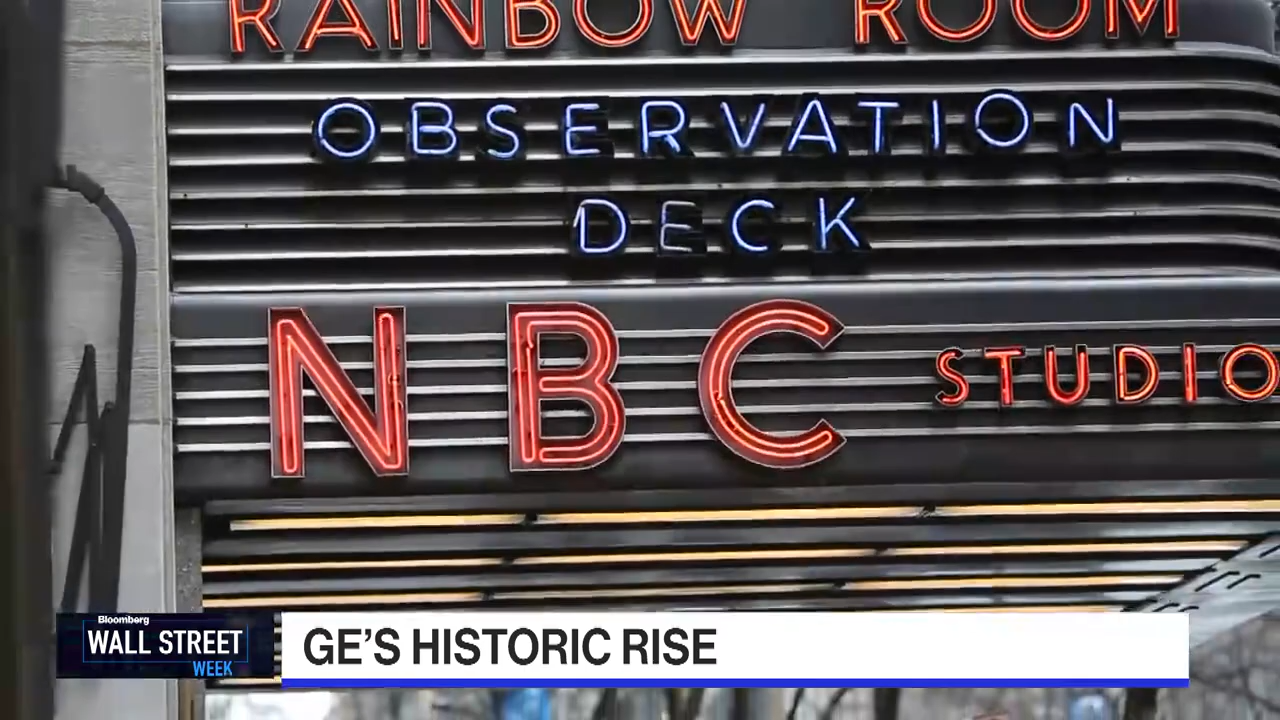 RAINBOW ROOM
OBSERVATION
DECK
NBC STUDIO
Bloomberg
WALL STREET
WEEK
GE'S HISTORIC RISE